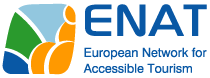 ENAT
European Network for
Accessible Tourism